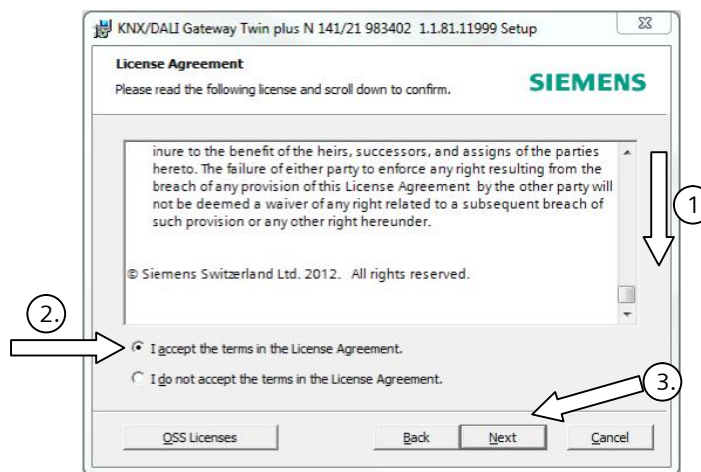 KNX/DALI Gateway Twin plus N 141/21 983402 1.1.81.11999 Setup
License Agreement
Please read the following license and scroll down to confirm.
SIEMENS
inure to the benefit of the heirs, successors, and assigns of the parties
hereto. The failure of either party to enforce any right resulting from the
breach of any provision of this License Agreement by the other party will
not be deemed a waiver of any right related to a subsequent breach of
such provision or any other right hereunder.
© Siemens Switzerland Ltd. 2012. All rights reserved.
1
2.
I accept the terms in the License Agreement.
I do not accept the terms in the License Agreement.
3.
OSS Licenses
Back
Next
Cancel